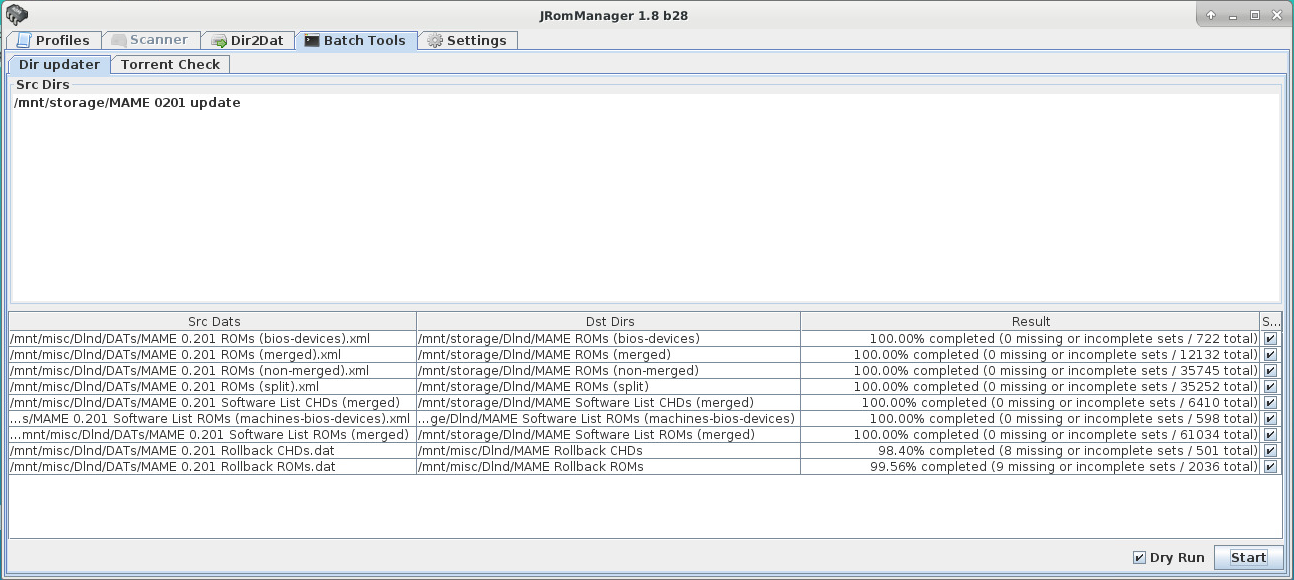 JRomManager 1.8 b28
Profiles Scanner Dir2Dat Batch Tools Settings
Dir updater Torrent Check
Src Dirs
/mnt/storage/MAME 0201 update
Src Dats Dst Dirs Result S...
/mnt/misc/Dlnd/DATs/MAME 0.201 ROMs (bios-devices).xml /mnt/storage/Dlnd/MAME ROMs (bios-devices) 100.00% completed (0 missing or incomplete sets / 722 total)
/mnt/misc/Dlnd/DATs/MAME 0.201 ROMs (merged).xml /mnt/storage/Dlnd/MAME ROMs (merged) 100.00% completed (0 missing or incomplete sets / 12132 total)
/mnt/misc/Dlnd/DATs/MAME 0.201 ROMs (non-merged).xml /mnt/storage/Dlnd/MAME ROMs (non-merged) 100.00% completed (0 missing or incomplete sets / 35745 total)
/mnt/misc/Dlnd/DATs/MAME 0.201 ROMs (split).xml /mnt/storage/Dlnd/MAME ROMs (split) 100.00% completed (0 missing or incomplete sets / 35252 total)
/mnt/misc/Dlnd/DATs/MAME 0.201 Software List CHDs (merged) /mnt/storage/Dlnd/MAME Software List CHDs (merged) 100.00% completed (0 missing or incomplete sets / 6410 total)
...s/MAME 0.201 Software List ROMs (machines-bios-devices).xml ...ge/Dlnd/MAME Software List ROMs (machines-bios-devices) 100.00% completed (0 missing or incomplete sets / 598 total)
...mnt/misc/Dlnd/DATs/MAME 0.201 Software List ROMs (merged) /mnt/storage/Dlnd/MAME Software List ROMs (merged) 100.00% completed (0 missing or incomplete sets / 61034 total)
/mnt/misc/Dlnd/DATs/MAME 0.201 Rollback CHDs.dat /mnt/misc/Dlnd/MAME Rollback CHDs 98.40% completed (8 missing or incomplete sets / 501 total)
/mnt/misc/Dlnd/DATs/MAME 0.201 Rollback ROMs.dat /mnt/misc/Dlnd/MAME Rollback ROMs 99.56% completed (9 missing or incomplete sets / 2036 total)
Dry Run Start